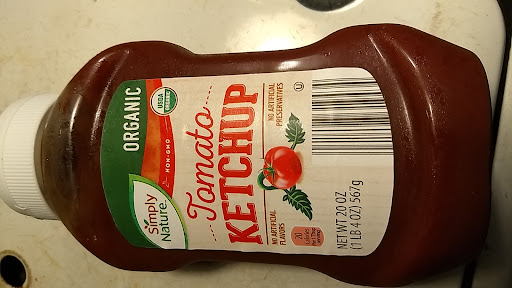 Simply
Nature®
ORGANIC
USDA
ORGANIC
NON-GMO
Tomato
KETCHUP
NO ARTIFICIAL
FLAVORS
NO ARTIFICIAL
PRESERVATIVES
U
20
NET WT 20 OZ
(1 LB 4 OZ) 567g